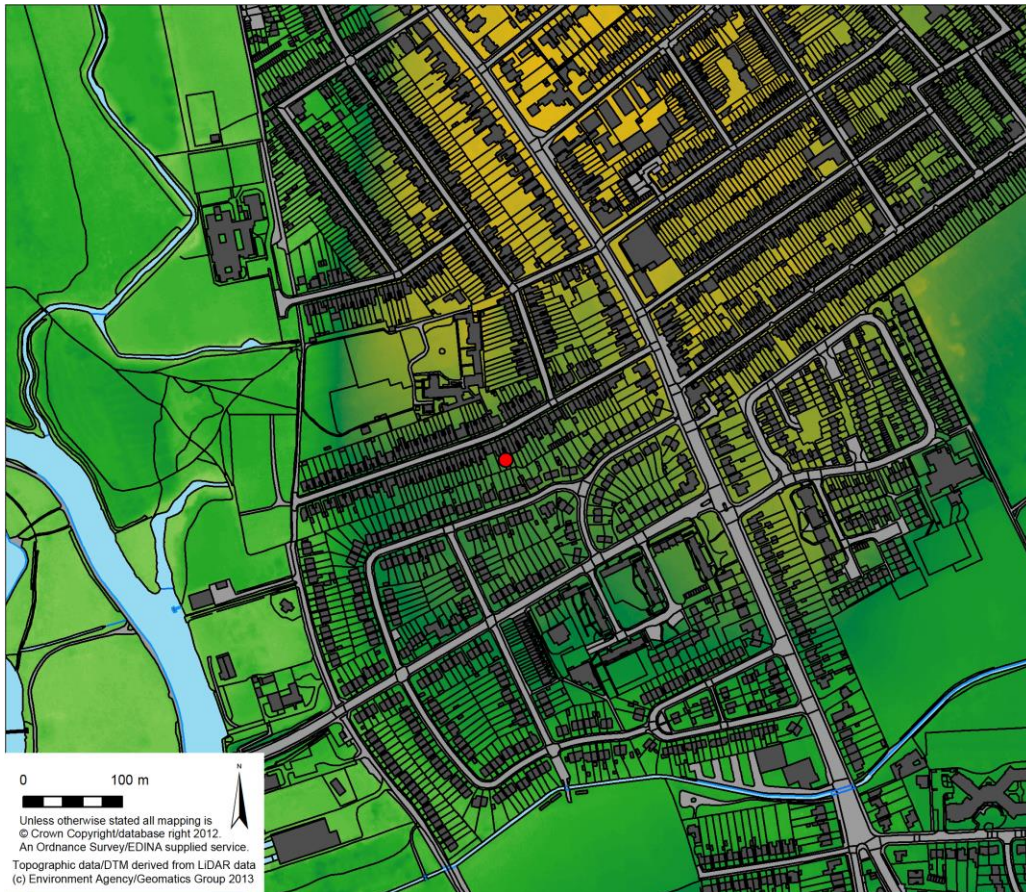 0 100 m
N
Unless otherwise stated all mapping is
© Crown Copyright/database right 2012.
An Ordnance Survey/EDINA supplied service.
Topographic data/DTM derived from LiDAR data
(c) Environment Agency/Geomatics Group 2013